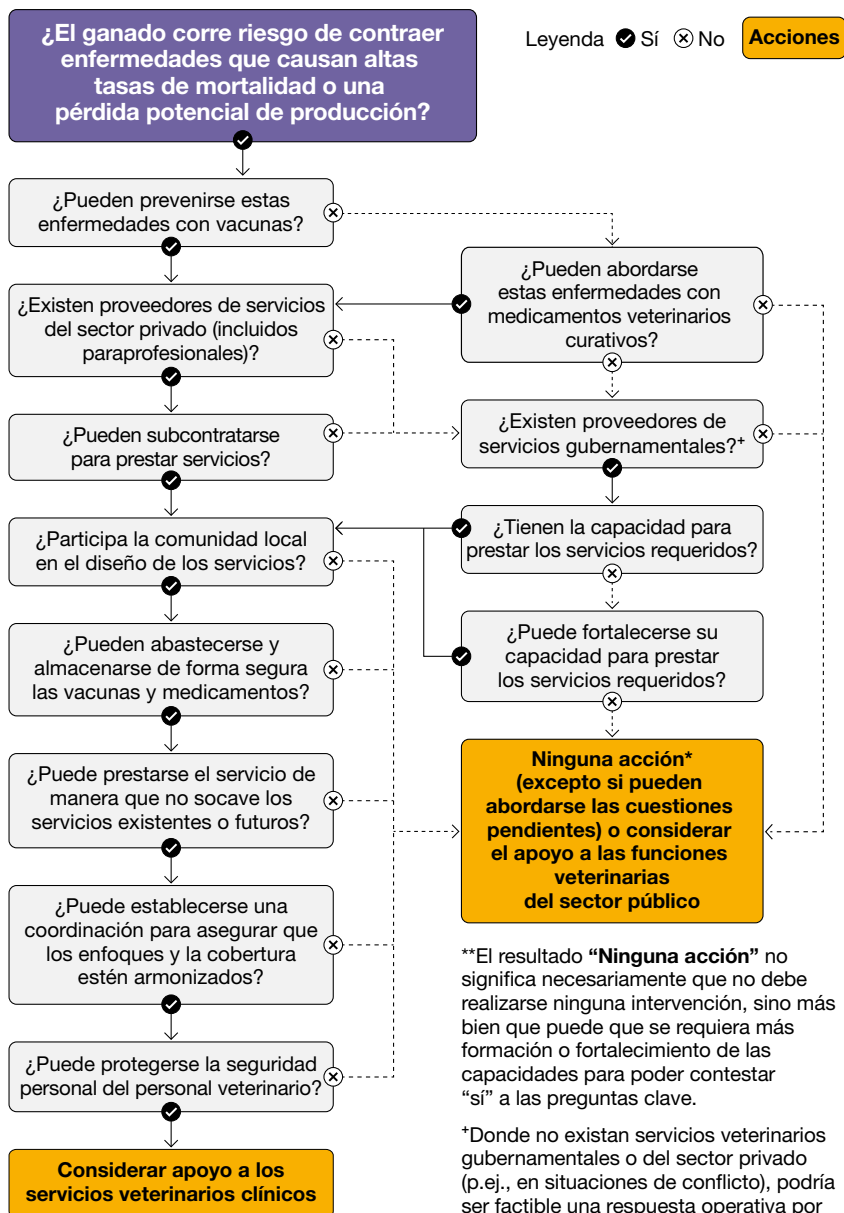 ¿El ganado corre riesgo de contraer
enfermedades que causan altas
tasas de mortalidad o una
pérdida potencial de producción?
Leyenda Sí No Acciones
¿Pueden prevenirse estas
enfermedades con vacunas?
¿Pueden abordarse
estas enfermedades con
medicamentos veterinarios
curativos?
¿Existen proveedores de servicios
del sector privado (incluidos
paraprofesionales)?
¿Existen proveedores de
servicios gubernamentales?⁺
¿Pueden subcontratarse
para prestar servicios?
¿Tienen la capacidad para
prestar los servicios requeridos?
¿Participa la comunidad local
en el diseño de los servicios?
¿Puede fortalecerse su
capacidad para prestar
los servicios requeridos?
¿Pueden abastecerse y
almacenarse de forma segura
las vacunas y medicamentos?
Ninguna acción*
(excepto si pueden
abordarse las cuestiones
pendientes) o considerar
el apoyo a las funciones
veterinarias
del sector público
¿Puede prestarse el servicio de
manera que no socave los
servicios existentes o futuros?
¿Puede establecerse una
coordinación para asegurar que
los enfoques y la cobertura
estén armonizados?
¿Puede protegerse la seguridad
personal del personal veterinario?
Considerar apoyo a los
servicios veterinarios clínicos
**El resultado “Ninguna acción” no
significa necesariamente que no debe
realizarse ninguna intervención, sino más
bien que puede que se requiera más
formación o fortalecimiento de las
capacidades para poder contestar
“sí” a las preguntas clave.
⁺Donde no existan servicios veterinarios
gubernamentales o del sector privado
(p.ej., en situaciones de conflicto), podría
ser factible una respuesta operativa por